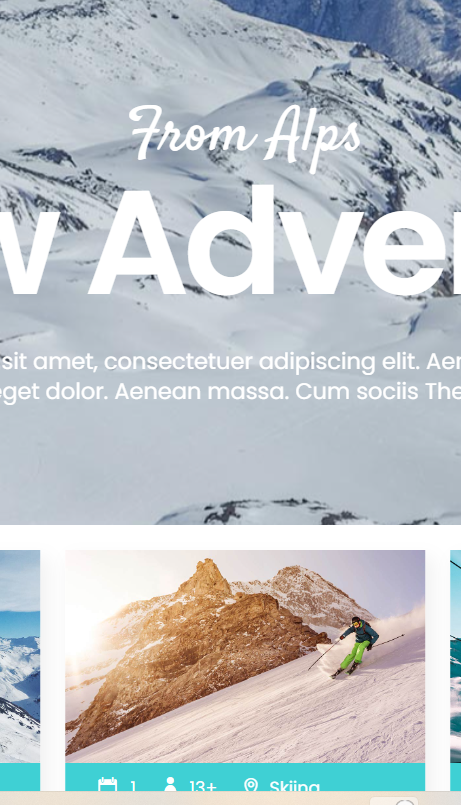 From Alps
w Adve
sit amet, consectetuer adipiscing elit. Aen
eget dolor. Aenean massa. Cum sociis The
1 13+ Skiing